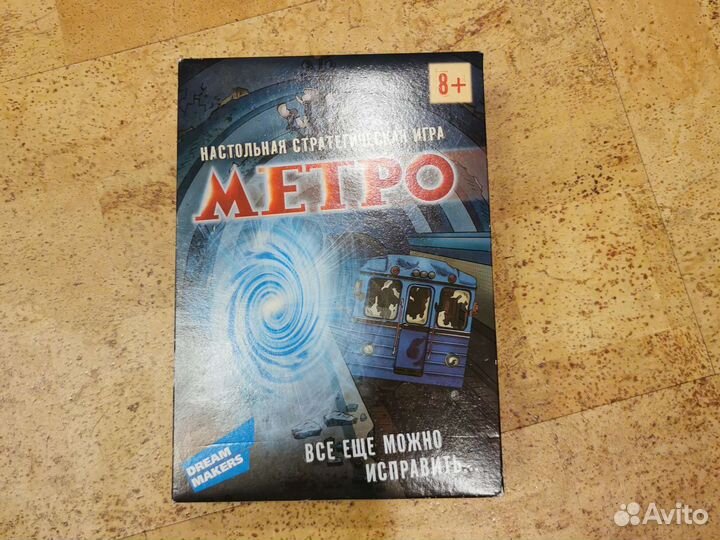 8+
НАСТОЛЬНАЯ СТРАТЕГИЧЕСКАЯ ИГРА
МЕТРО
ВСЕ ЕЩЕ МОЖНО
ИСПРАВИТЬ...
DREAM
MAKERS
Avito